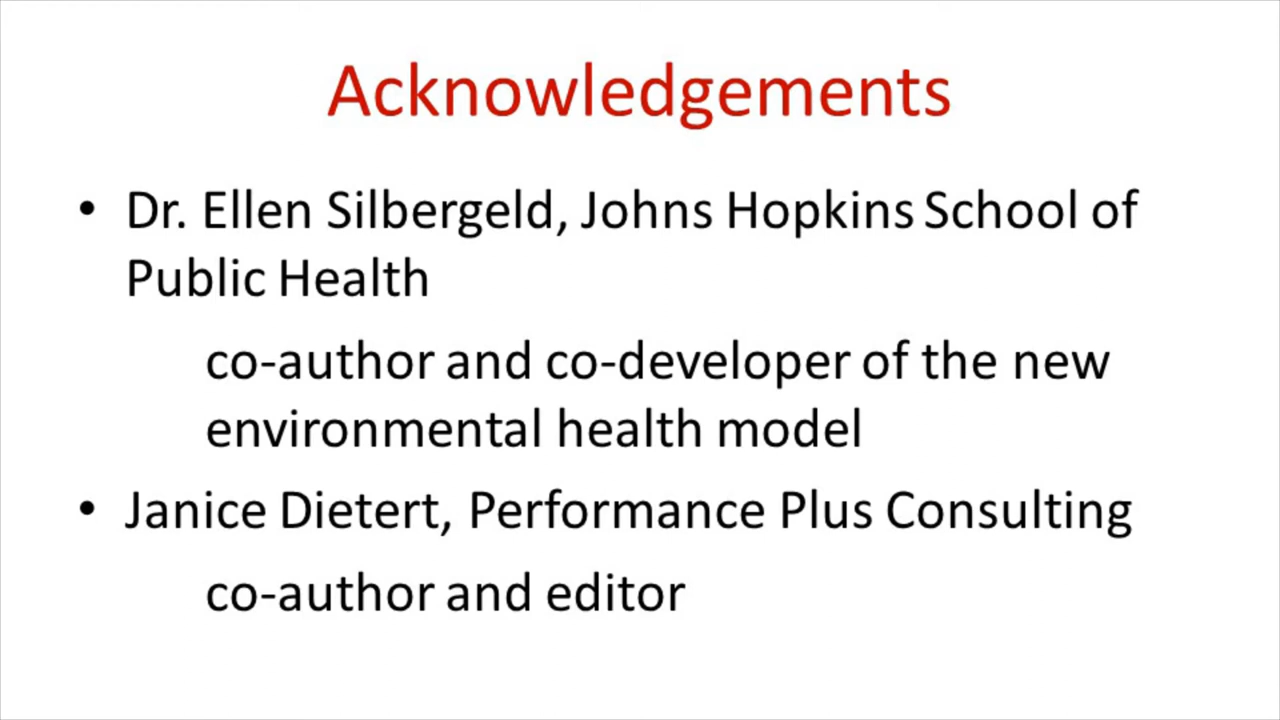 Acknowledgements
• Dr. Ellen Silbergeld, Johns Hopkins School of
Public Health
co-author and co-developer of the new
environmental health model
• Janice Dietert, Performance Plus Consulting
co-author and editor